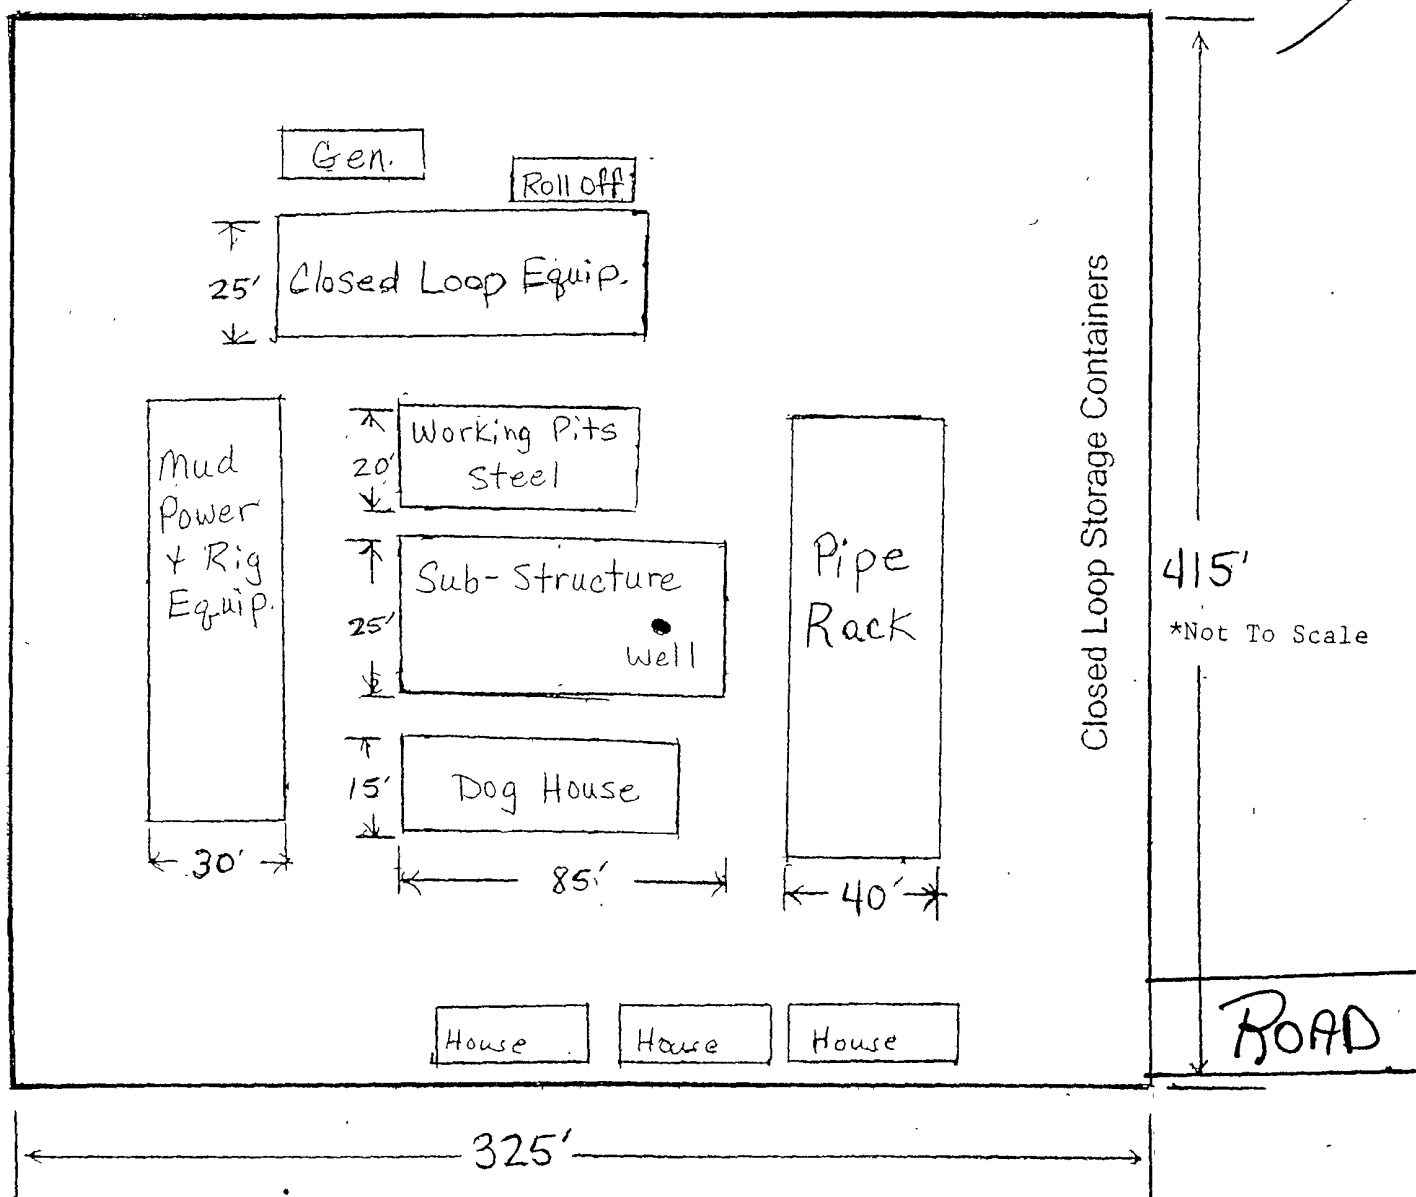 Gen.
Roll off
25'
Closed Loop Equip.
Mud
Power
+ Rig
Equip.
20'
Working Pits
Steel
25'
Sub-Structure
Well
15'
Dog House
Pipe
Rack
Closed Loop Storage Containers
415'
*Not To Scale
30'
85'
40'
House
House
House
ROAD
325'